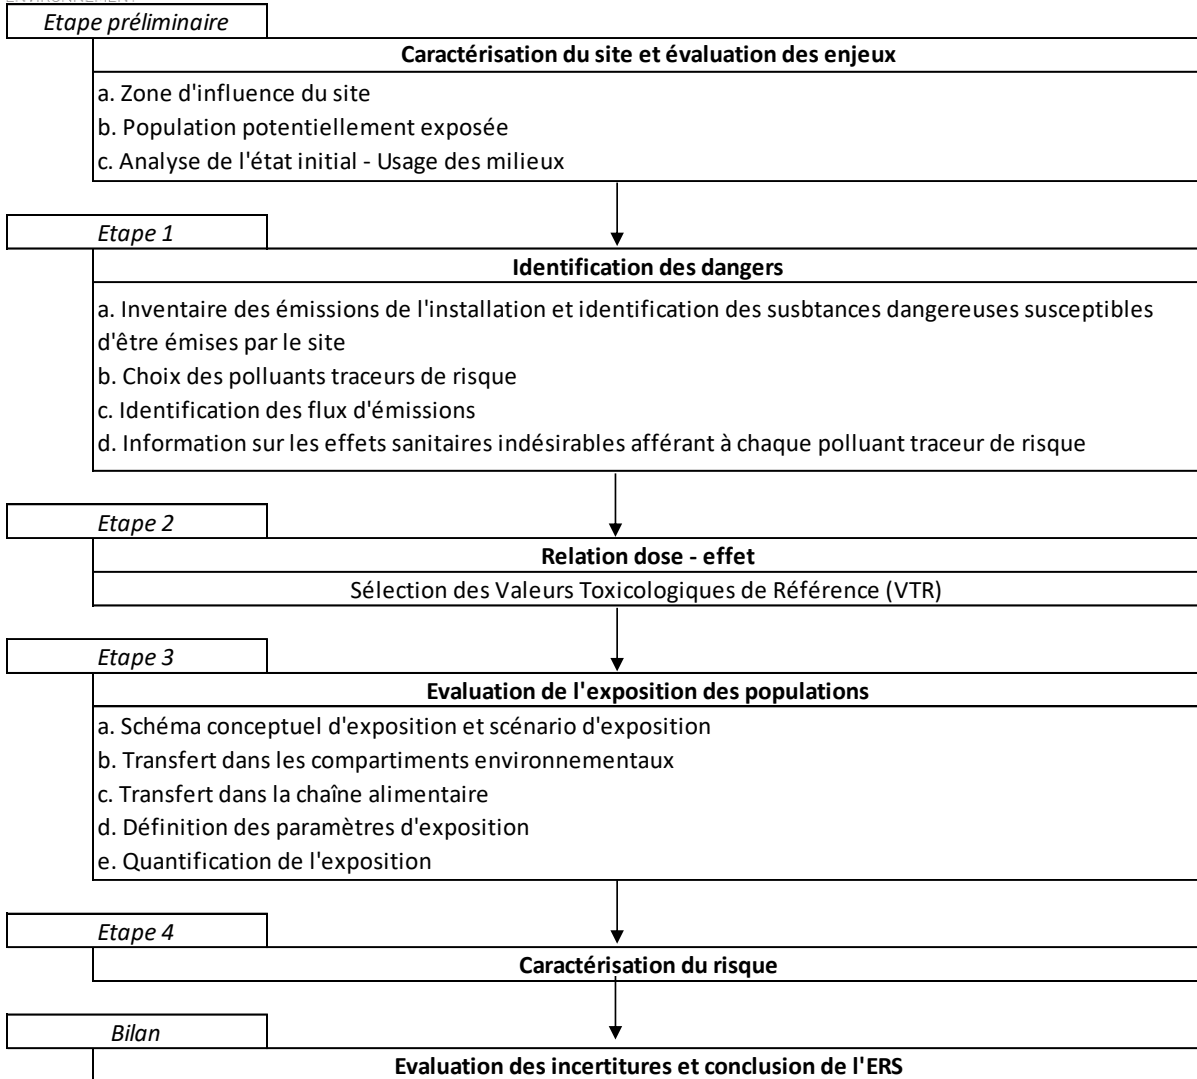 Etape préliminaire
Caractérisation du site et évaluation des enjeux
a. Zone d'influence du site
b. Population potentiellement exposée
c. Analyse de l'état initial - Usage des milieux
Etape 1
Identification des dangers
a. Inventaire des émissions de l'installation et identification des susbtances dangereuses susceptibles
d'être émises par le site
b. Choix des polluants traceurs de risque
c. Identification des flux d'émissions
d. Information sur les effets sanitaires indésirables afférant à chaque polluant traceur de risque
Etape 2
Relation dose - effet
Sélection des Valeurs Toxicologiques de Référence (VTR)
Etape 3
Evaluation de l'exposition des populations
a. Schéma conceptuel d'exposition et scénario d'exposition
b. Transfert dans les compartiments environnementaux
c. Transfert dans la chaîne alimentaire
d. Définition des paramètres d'exposition
e. Quantification de l'exposition
Etape 4
Caractérisation du risque
Bilan
Evaluation des incertitures et conclusion de l'ERS